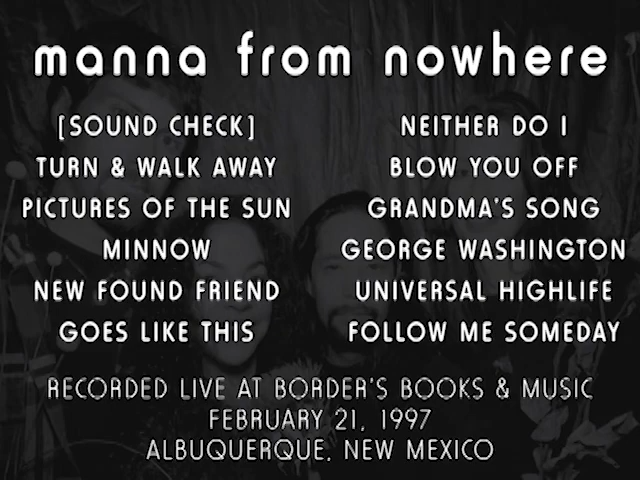 manna from nowhere
[SOUND CHECK]
TURN & WALK AWAY
PICTURES OF THE SUN
MINNOW
NEW FOUND FRIEND
GOES LIKE THIS
NEITHER DO I
BLOW YOU OFF
GRANDMA'S SONG
GEORGE WASHINGTON
UNIVERSAL HIGHLIFE
FOLLOW ME SOMEDAY
RECORDED LIVE AT BORDER'S BOOKS & MUSIC
FEBRUARY 21, 1997
ALBUQUERQUE, NEW MEXICO